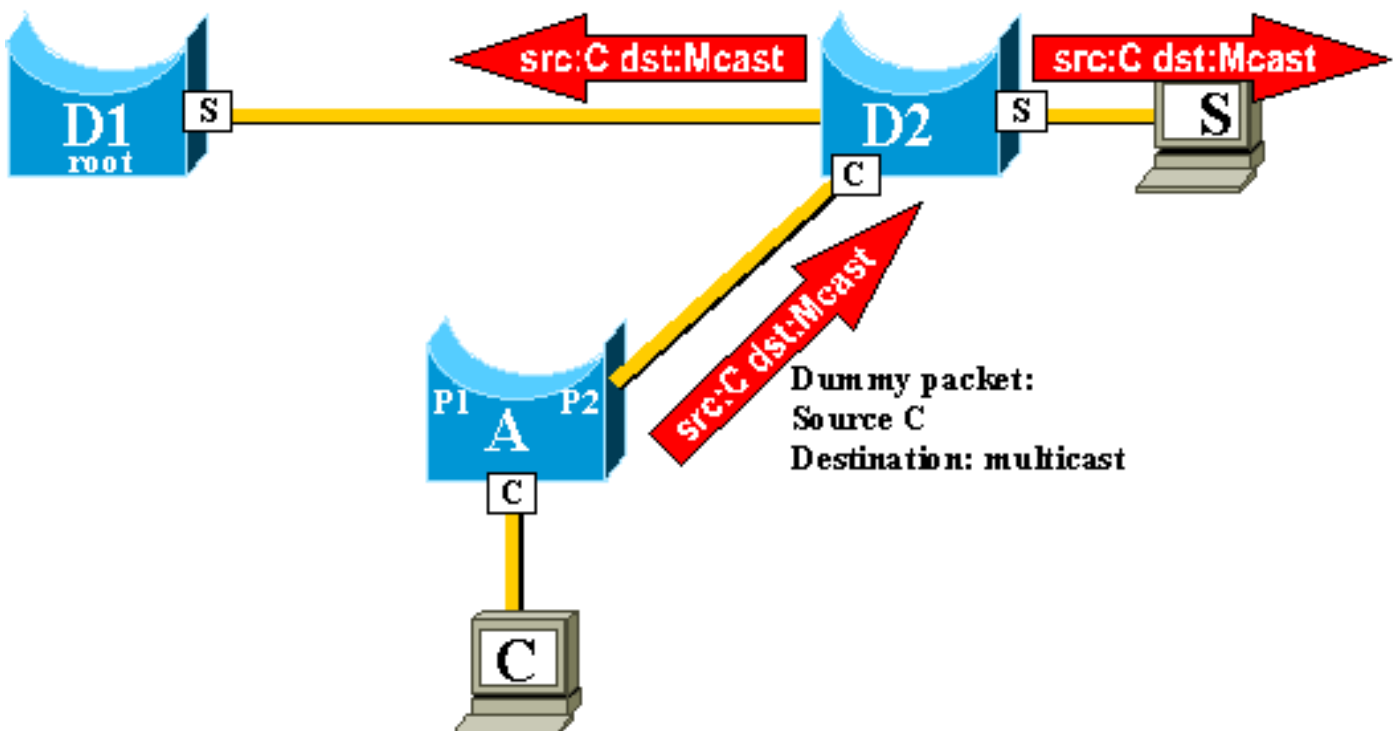 src:C dst:Mcast
src:C dst:Mcast
D1
root
S
D2
S
S
C
src:C dst:Mcast
P1
P2
A
Dummy packet:
Source C
Destination: multicast
C
C